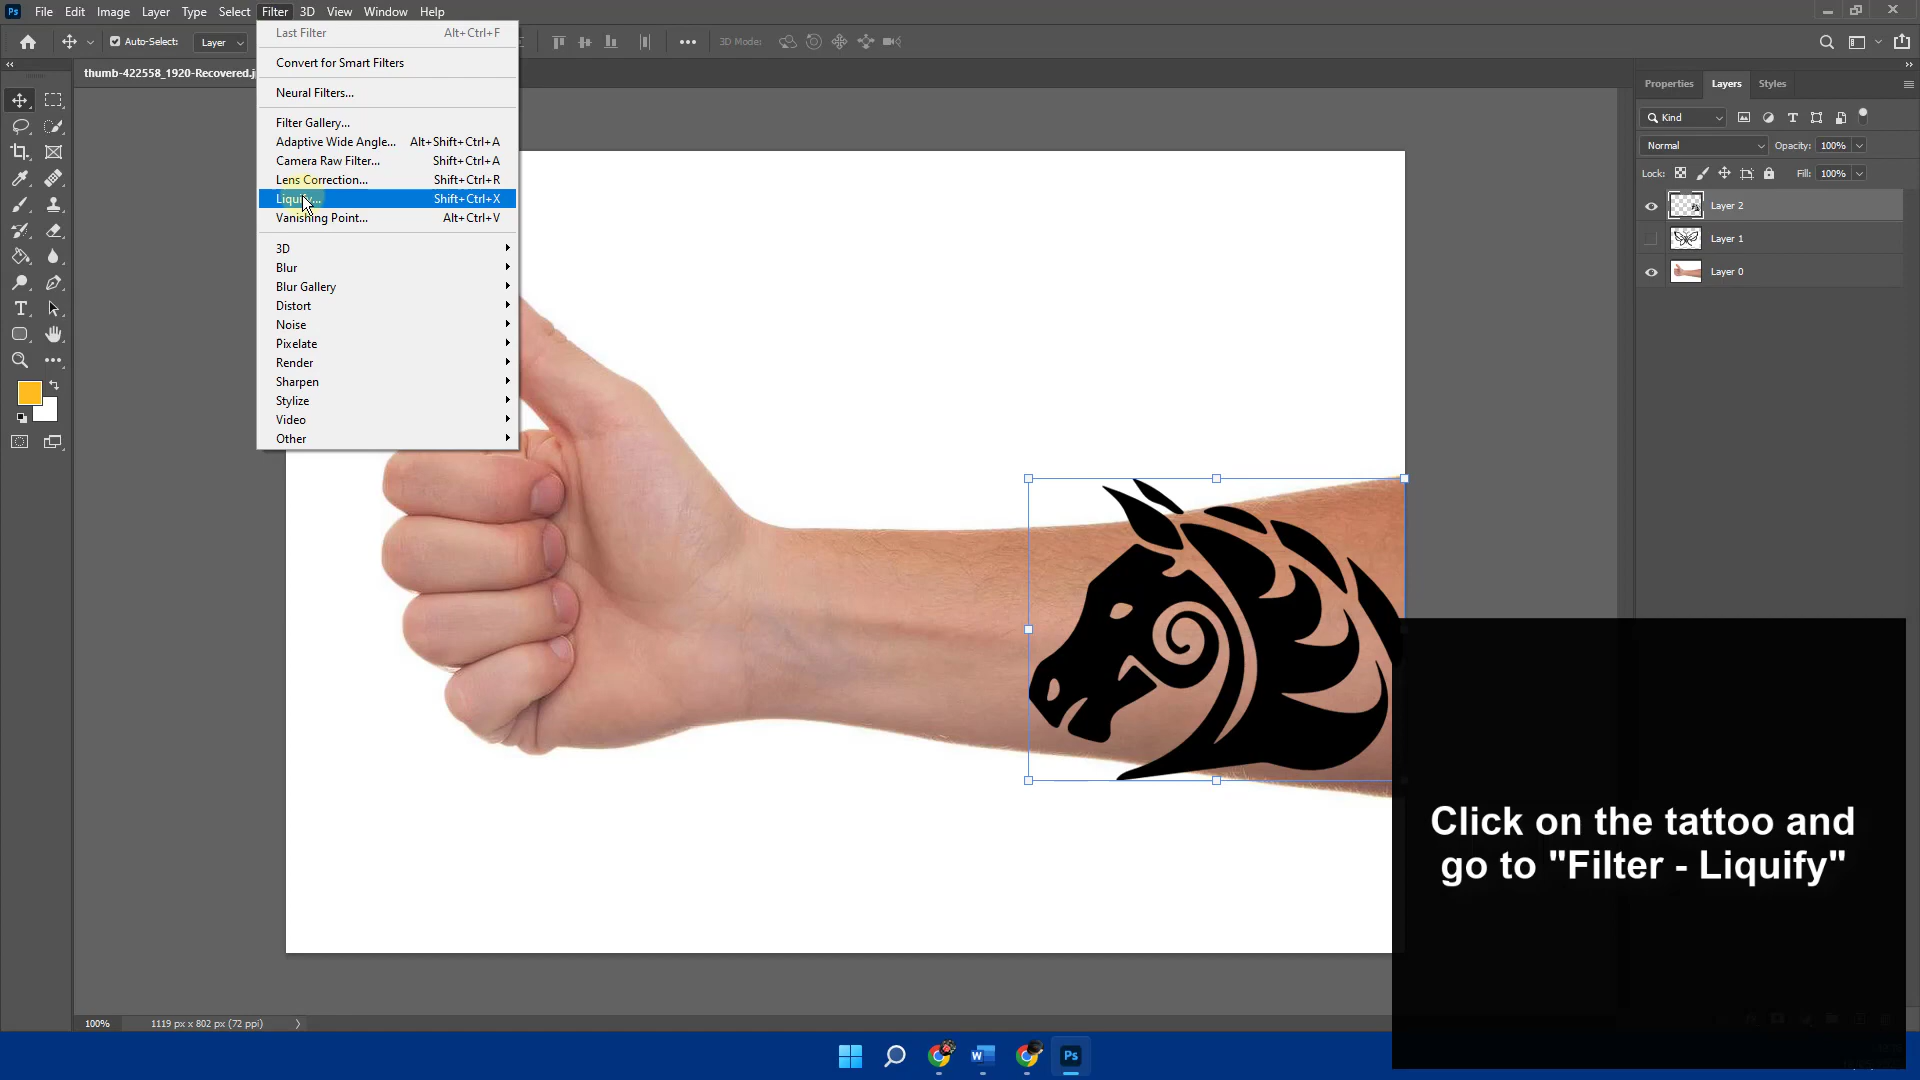 Ps File Edit Image Layer Type Select Filter 3D View Window Help
Auto-Select: Layer 3D Mode:
thumb-422558_1920-Recovered.j
Last Filter Alt+Ctrl+F
Convert for Smart Filters
Neural Filters...
Filter Gallery...
Adaptive Wide Angle... Alt+Shift+Ctrl+A
Camera Raw Filter... Shift+Ctrl+A
Lens Correction... Shift+Ctrl+R
Liquify... Shift+Ctrl+X
Vanishing Point... Alt+Ctrl+V
3D
Blur
Blur Gallery
Distort
Noise
Pixelate
Render
Sharpen
Stylize
Video
Other
Properties Layers Styles
Kind
Normal Opacity: 100%
Lock: Fill: 100%
Layer 2
Layer 1
Layer 0
Click on the tattoo and
go to "Filter - Liquify"
100% 1119 px x 802 px (72 ppi)
W Ps